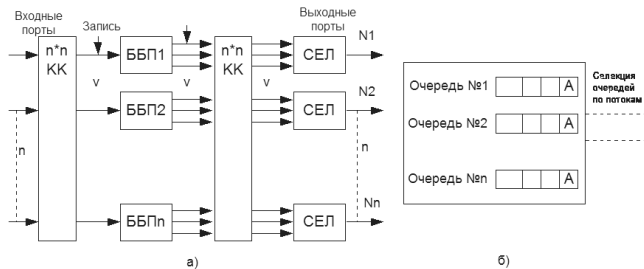 Входные
порты
Запись
Выходные
порты
n*n
КК
ББП1
n*n
КК
СЕЛ
N1
v
v
v
ББП2
СЕЛ
N2
n
n
ББПn
СЕЛ
Nn
а)
Очередь №1
А
Очередь №2
А
Очередь №n
А
Селекция
очередей
по потокам
б)